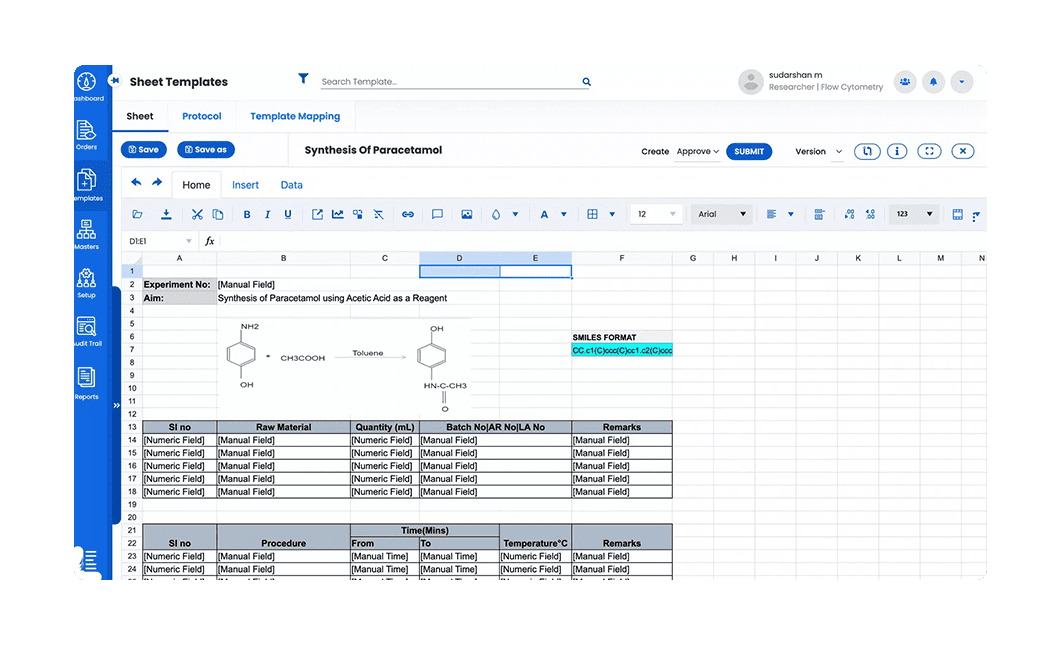 Sheet Templates
Search Template...
sudarshan m
Researcher | Flow Cytometry
ashboard
Orders
emplates
Masters
Setup
udit Trail
Reports
Sheet Protocol Template Mapping
Save Save as Synthesis Of Paracetamol Create Approve SUBMIT Version
Home Insert Data
B I U A 12 Arial 123
D1:E1 fx
A B C D E F G H I J K L M N
1
2 Experiment No: [Manual Field]
3 Aim: Synthesis of Paracetamol using Acetic Acid as a Reagent
4
5
NH2 OH
6 SMILES FORMAT
7 CC.c1(C)ccc(C)cc1.c2(C)ccc
CH3COOH Toluene
8
9
10 OH HN-C-CH3
11
O
12
13 Sl no Raw Material Quantity (mL) Batch No|AR No|LA No Remarks
14 [Numeric Field] [Manual Field] [Numeric Field] [Manual Field] [Manual Field]
15 [Numeric Field] [Manual Field] [Numeric Field] [Manual Field] [Manual Field]
16 [Numeric Field] [Manual Field] [Numeric Field] [Manual Field] [Manual Field]
17 [Numeric Field] [Manual Field] [Numeric Field] [Manual Field] [Manual Field]
18 [Numeric Field] [Manual Field] [Numeric Field] [Manual Field] [Manual Field]
19
20
21 Time(Mins)
22 Sl no Procedure From To Temperature°C Remarks
23 [Numeric Field] [Manual Field] [Manual Time] [Manual Time] [Numeric Field] [Manual Field]
24 [Numeric Field] [Manual Field] [Manual Time] [Manual Time] [Numeric Field] [Manual Field]